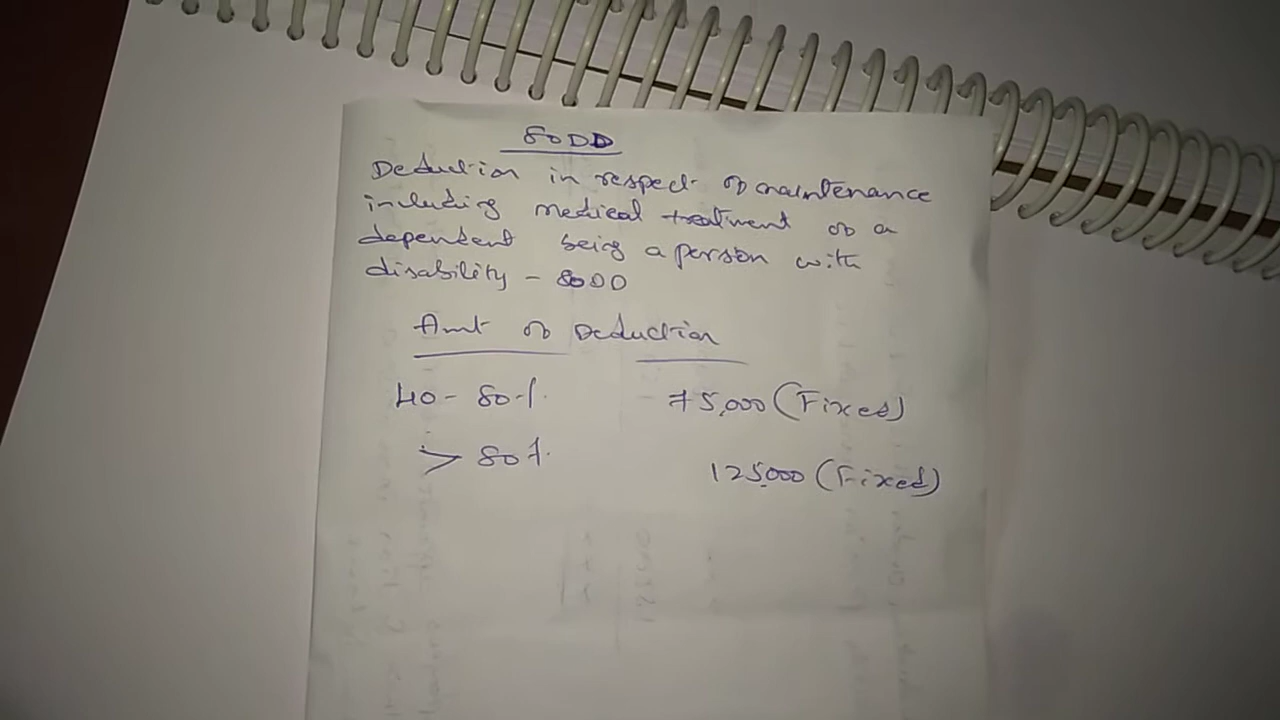 80DD
Deduction in respect of maintenance
including medical treatment of a
dependent being a person with
disability - 80DD
Amt of Deduction
40 - 80% 75,000 (Fixed)
> 80% 125,000 (Fixed)